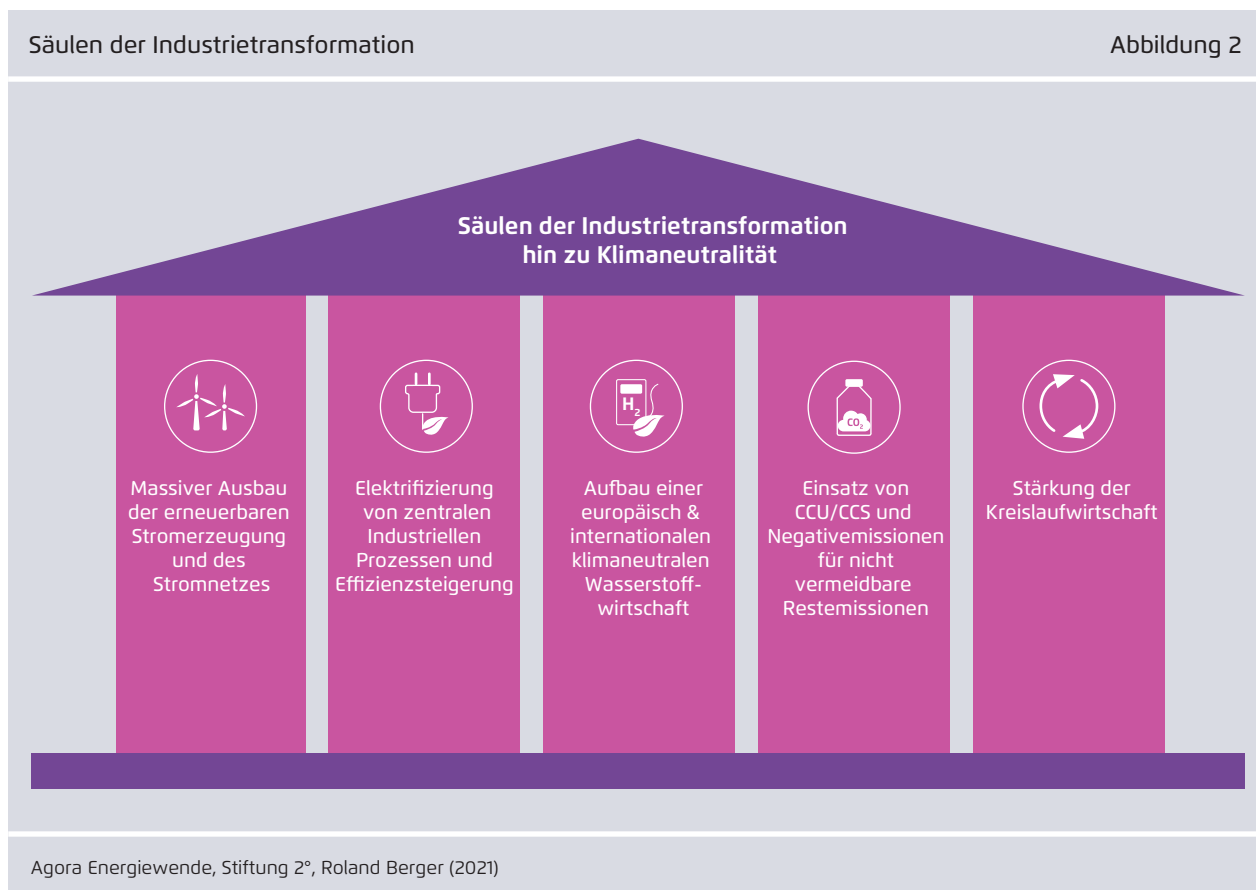 Säulen der Industrietransformation
Abbildung 2
Säulen der Industrietransformation
hin zu Klimaneutralität
Massiver Ausbau
der erneuerbaren
Stromerzeugung
und des
Stromnetzes
Elektrifizierung
von zentralen
Industriellen
Prozessen und
Effizienzsteigerung
H₂
Aufbau einer
europäisch &
internationalen
klimaneutralen
Wasserstoff-
wirtschaft
CO₂
Einsatz von
CCU/CCS und
Negativemissionen
für nicht
vermeidbare
Restemissionen
Stärkung der
Kreislaufwirtschaft
Agora Energiewende, Stiftung 2°, Roland Berger (2021)